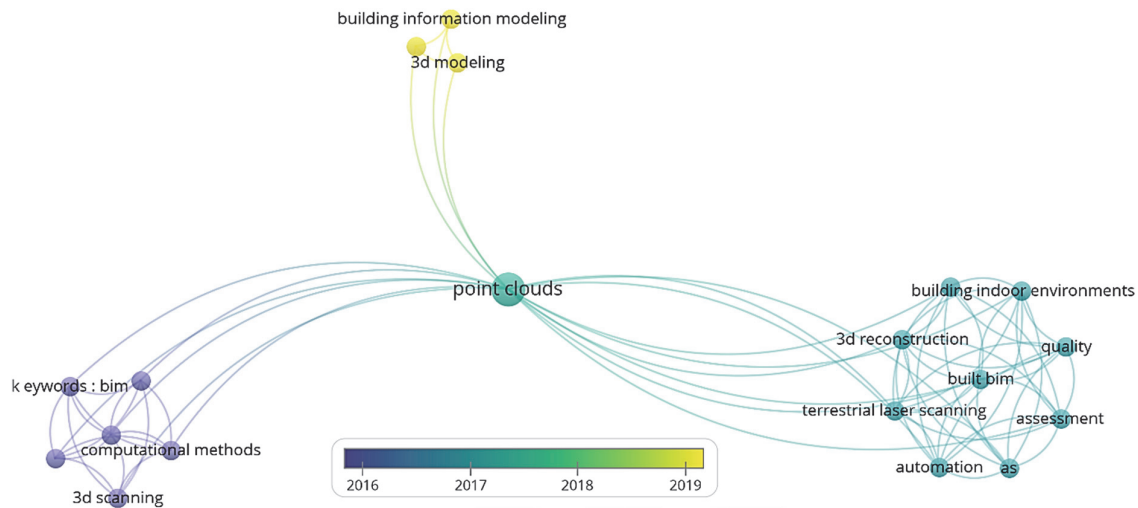 building information modeling
3d modeling
point clouds
building indoor environments
3d reconstruction
quality
built bim
terrestrial laser scanning
assessment
automation
as
k eywords : bim
computational methods
3d scanning
2016
2017
2018
2019